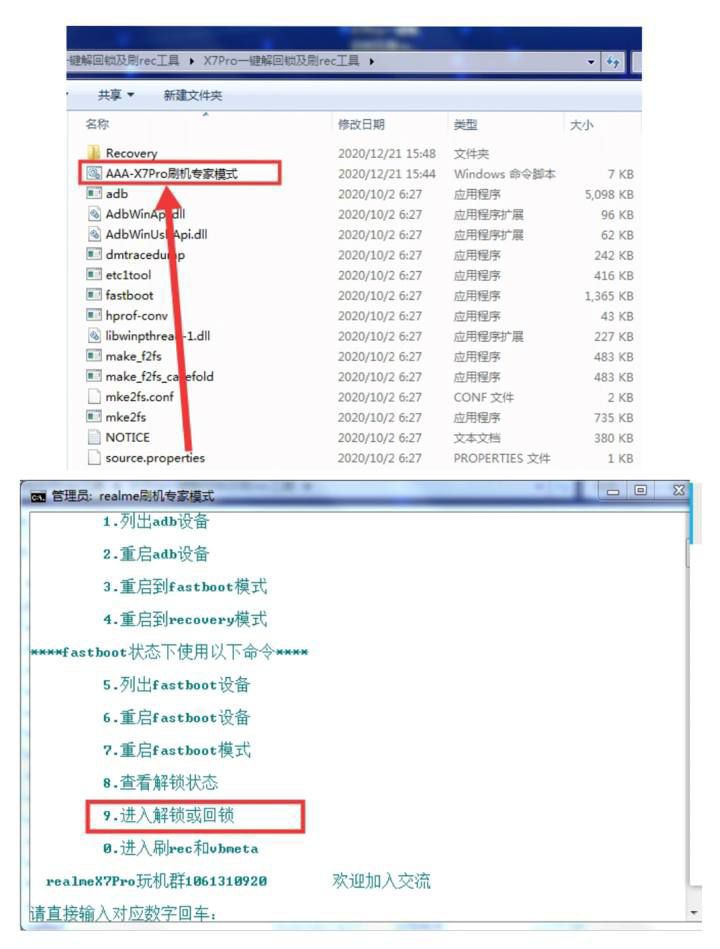 一键解回锁及刷rec工具 ▸ X7Pro一键解回锁及刷rec工具 ▸
共享 新建文件夹
名称 修改日期 类型 大小
Recovery 2020/12/21 15:48 文件夹
AAA-X7Pro刷机专家模式 2020/12/21 15:44 Windows 命令脚本 7 KB
adb 2020/10/2 6:27 应用程序 5,098 KB
AdbWinApi.dll 2020/10/2 6:27 应用程序扩展 96 KB
AdbWinUsbApi.dll 2020/10/2 6:27 应用程序扩展 62 KB
dmtracedump 2020/10/2 6:27 应用程序 242 KB
etc1tool 2020/10/2 6:27 应用程序 416 KB
fastboot 2020/10/2 6:27 应用程序 1,365 KB
hprof-conv 2020/10/2 6:27 应用程序 43 KB
libwinpthread-1.dll 2020/10/2 6:27 应用程序扩展 227 KB
make_f2fs 2020/10/2 6:27 应用程序 483 KB
make_f2fs_casefold 2020/10/2 6:27 应用程序 483 KB
mke2fs.conf 2020/10/2 6:27 CONF 文件 2 KB
mke2fs 2020/10/2 6:27 应用程序 735 KB
NOTICE 2020/10/2 6:27 文本文档 380 KB
source.properties 2020/10/2 6:27 PROPERTIES 文件 1 KB
管理员: realme刷机专家模式
1.列出adb设备
2.重启adb设备
3.重启到fastboot模式
4.重启到recovery模式
****fastboot状态下使用以下命令****
5.列出fastboot设备
6.重启fastboot设备
7.重启fastboot模式
8.查看解锁状态
9.进入解锁或回锁
0.进入刷rec和vbmeta
realmeX7Pro玩机群1061310920 欢迎加入交流
请直接输入对应数字回车: